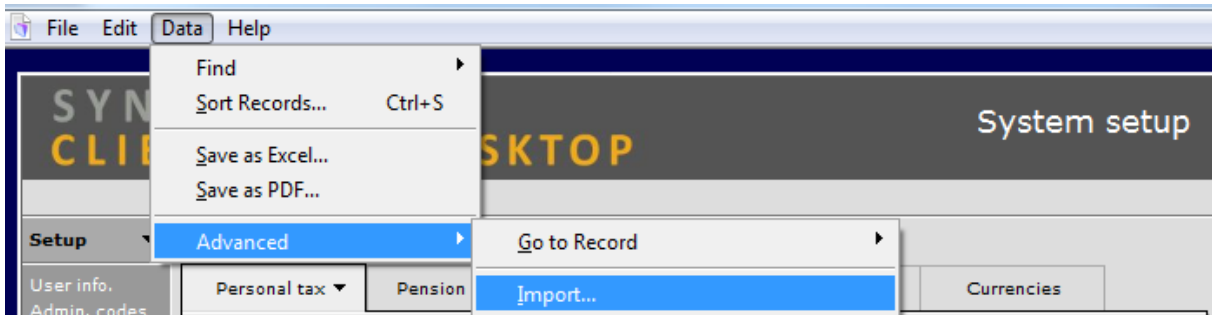 File Edit Data Help
Find
Sort Records... Ctrl+S
Save as Excel...
Save as PDF...
Advanced
Go to Record
Import...
SYN
CLIE SKTOP
System setup
Setup
User info.
Admin. codes
Personal tax
Pension
Currencies